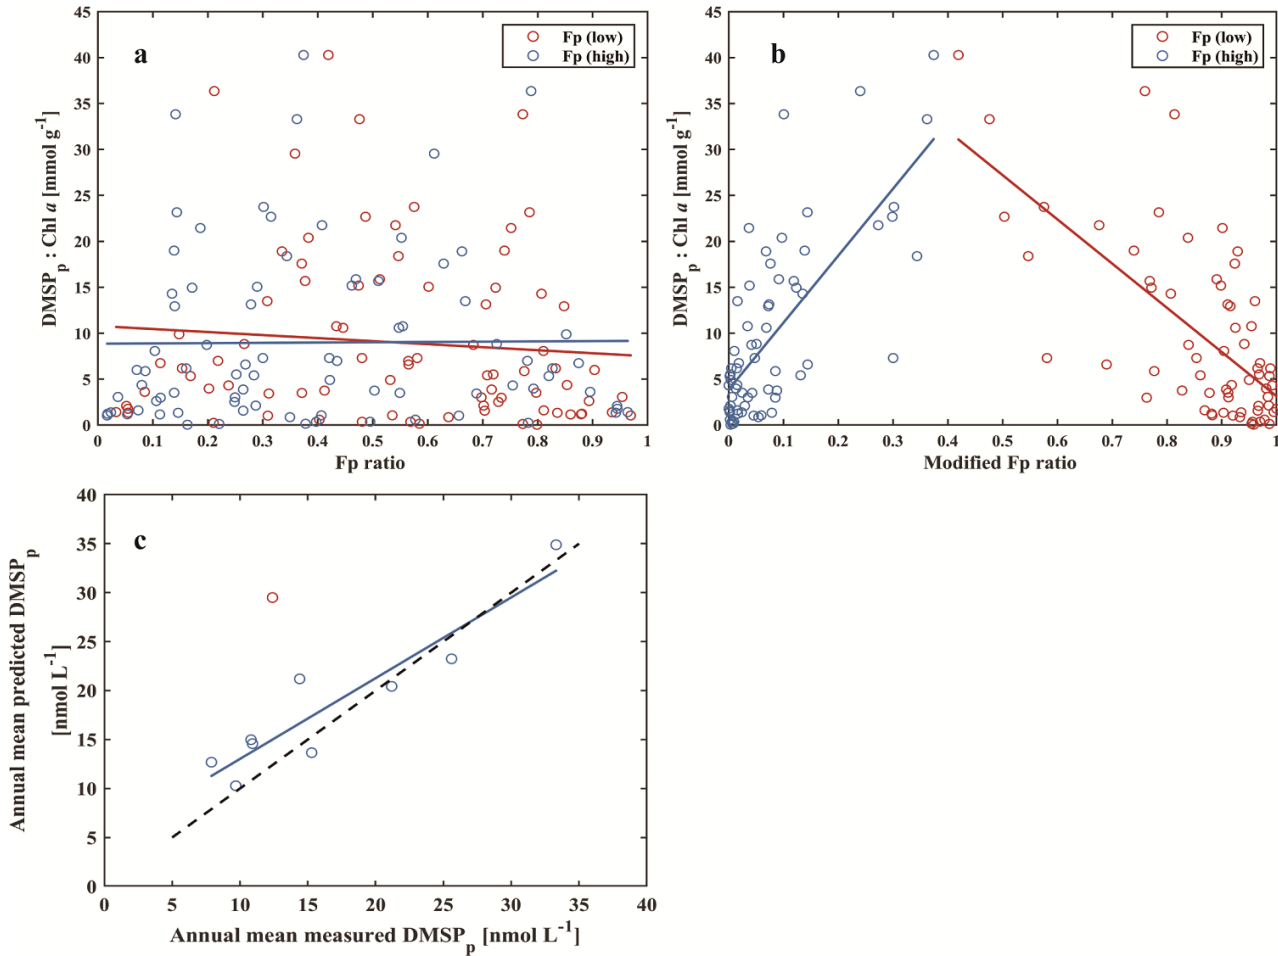 a
Fp (low)
Fp (high)
45
40
35
30
25
20
15
10
5
0
DMSPp : Chl a [mmol g-1]
0 0.1 0.2 0.3 0.4 0.5 0.6 0.7 0.8 0.9 1
Fp ratio
b
Fp (low)
Fp (high)
45
40
35
30
25
20
15
10
5
0
DMSPp : Chl a [mmol g-1]
0 0.1 0.2 0.3 0.4 0.5 0.6 0.7 0.8 0.9 1
Modified Fp ratio
c
40
35
30
25
20
15
10
5
0
Annual mean predicted DMSPp
[nmol L-1]
0 5 10 15 20 25 30 35 40
Annual mean measured DMSPp [nmol L-1]